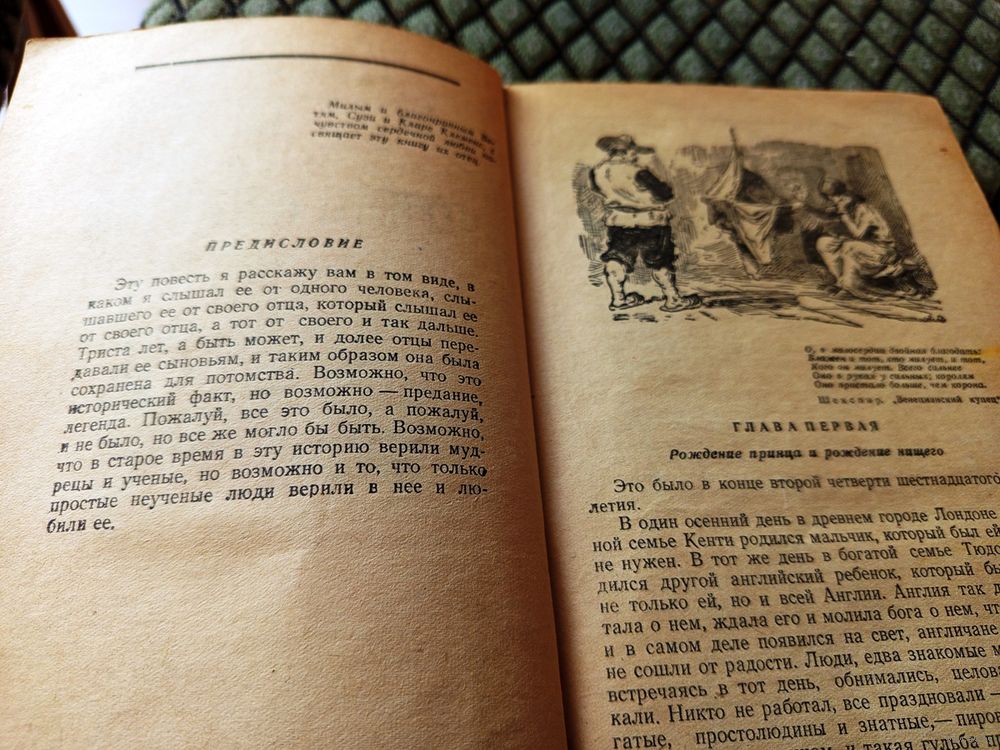 Милым и благонравным де-
тям, Сузи и Кларе Клеменс, с
чувством сердечной любви по-
свящает эту книгу их отец.
ПРЕДИСЛОВИЕ
Эту повесть я расскажу вам в том виде, в
каком я слышал ее от одного человека, слы-
шавшего ее от своего отца, который слышал ее
от своего отца, а тот от своего и так дальше.
Триста лет, а быть может, и долее отцы пере-
давали ее сыновьям, и таким образом она была
сохранена для потомства. Возможно, что это
исторический факт, но возможно — предание,
легенда. Пожалуй, все это было, а пожалуй,
и не было, но все же могло бы быть. Возможно,
что в старое время в эту историю верили муд-
рецы и ученые, но возможно и то, что только
простые неученые люди верили в нее и лю-
били ее.
О, в милосердии двойная благодать:
Блажен и тот, кто милует, и тот,
Кого он милует. Всего сильнее
Оно в руках у сильных; королям
Оно пристало больше, чем корона.
Шекспир, „Венецианский купец"
ГЛАВА ПЕРВАЯ
Рождение принца и рождение нищего
Это было в конце второй четверти шестнадцатого
летия.
В один осенний день в древнем городе Лондоне
ной семье Кенти родился мальчик, который был ей
не нужен. В тот же день в богатой семье Тюдо
дился другой английский ребенок, который бы
не только ей, но и всей Англии. Англия так д
тала о нем, ждала его и молила бога о нем, чт
и в самом деле появился на свет, англичане
не сошли от радости. Люди, едва знакомые м
встречаясь в тот день, обнимались, целова
кали. Никто не работал, все праздновали —
гатые, простолюдины и знатные,— пиров
и такая гульба пр